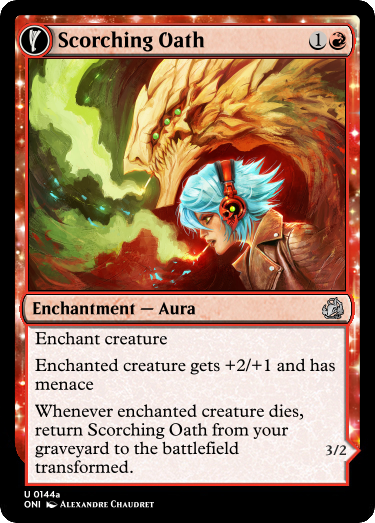 Scorching Oath
1
Enchantment — Aura
Enchant creature
Enchanted creature gets +2/+1 and has
menace
Whenever enchanted creature dies,
return Scorching Oath from your
graveyard to the battlefield
transformed.
3/2
U 0144a
ONI Alexandre Chaudret